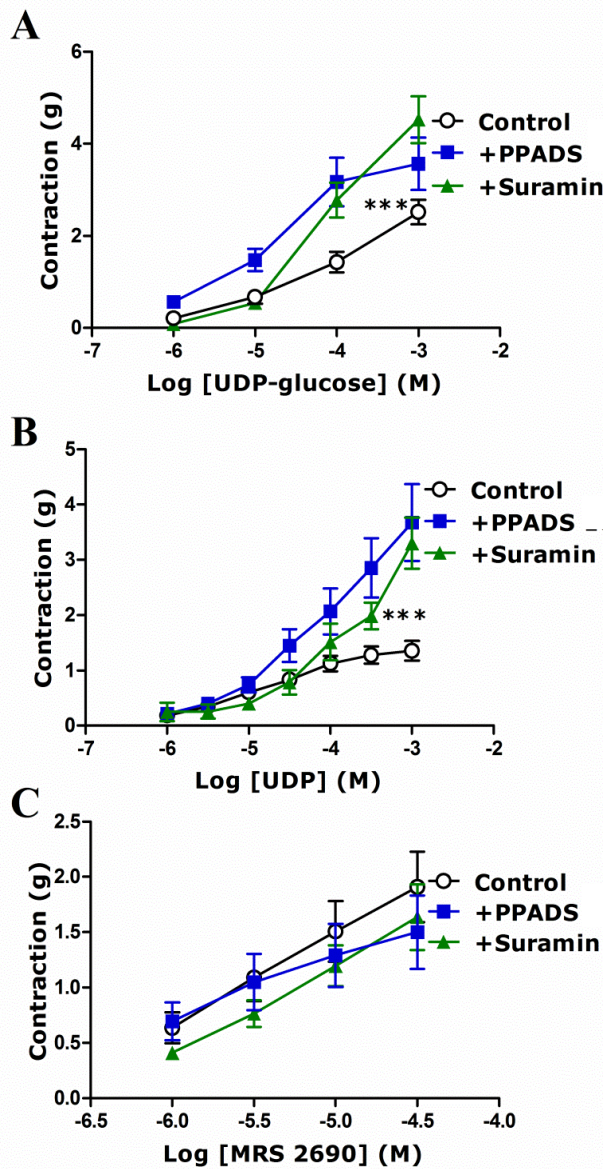 A
Contraction (g)
6
4
2
0
Control
+PPADS
+Suramin
***
-7 -6 -5 -4 -3 -2
Log [UDP-glucose] (M)
B
Contraction (g)
5
4
3
2
1
0
Control
+PPADS
+Suramin
***
-7 -6 -5 -4 -3 -2
Log [UDP] (M)
C
Contraction (g)
2.5
2.0
1.5
1.0
0.5
0.0
Control
+PPADS
+Suramin
-6.5 -6.0 -5.5 -5.0 -4.5 -4.0
Log [MRS 2690] (M)